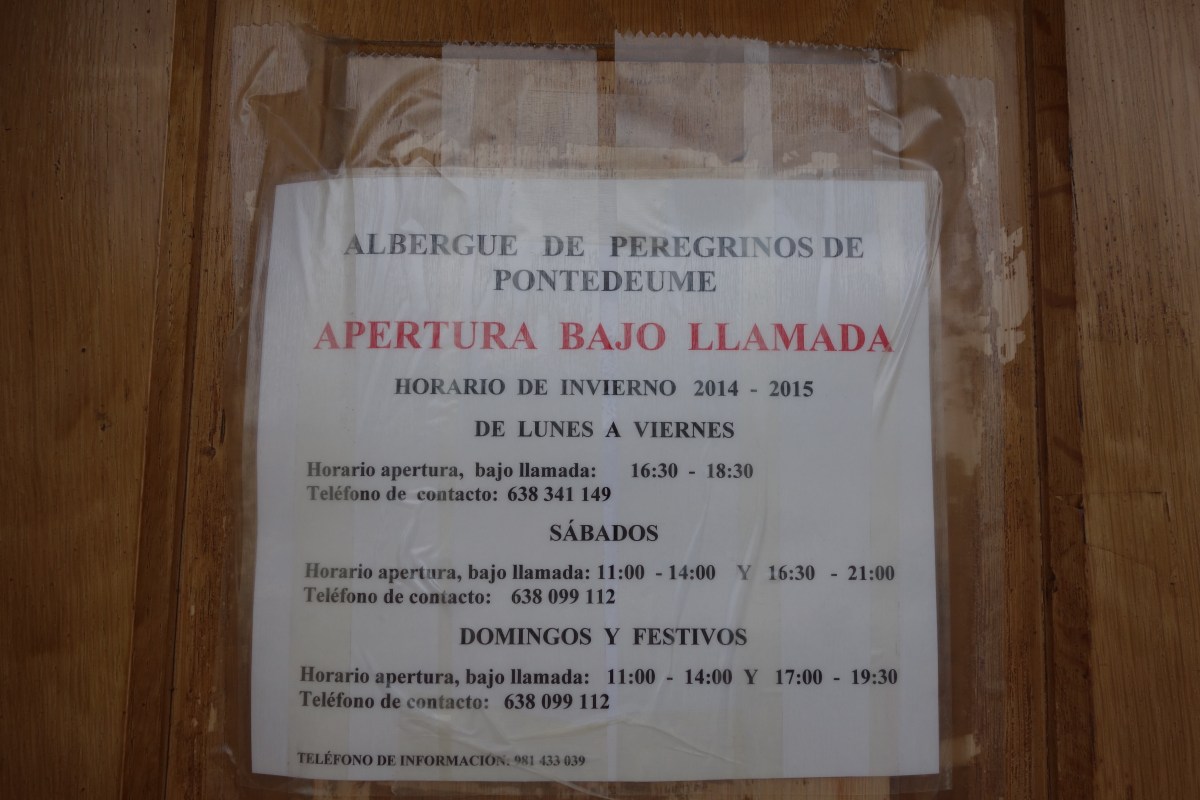 ALBERGUE DE PEREGRINOS DE
PONTEDEUME
APERTURA BAJO LLAMADA
HORARIO DE INVIERNO 2014 - 2015
DE LUNES A VIERNES
Horario apertura, bajo llamada: 16:30 - 18:30
Teléfono de contacto: 638 341 149
SÁBADOS
Horario apertura, bajo llamada: 11:00 - 14:00 Y 16:30 - 21:00
Teléfono de contacto: 638 099 112
DOMINGOS Y FESTIVOS
Horario apertura, bajo llamada: 11:00 - 14:00 Y 17:00 - 19:30
Teléfono de contacto: 638 099 112
TELÉFONO DE INFORMACIÓN: 981 433 039